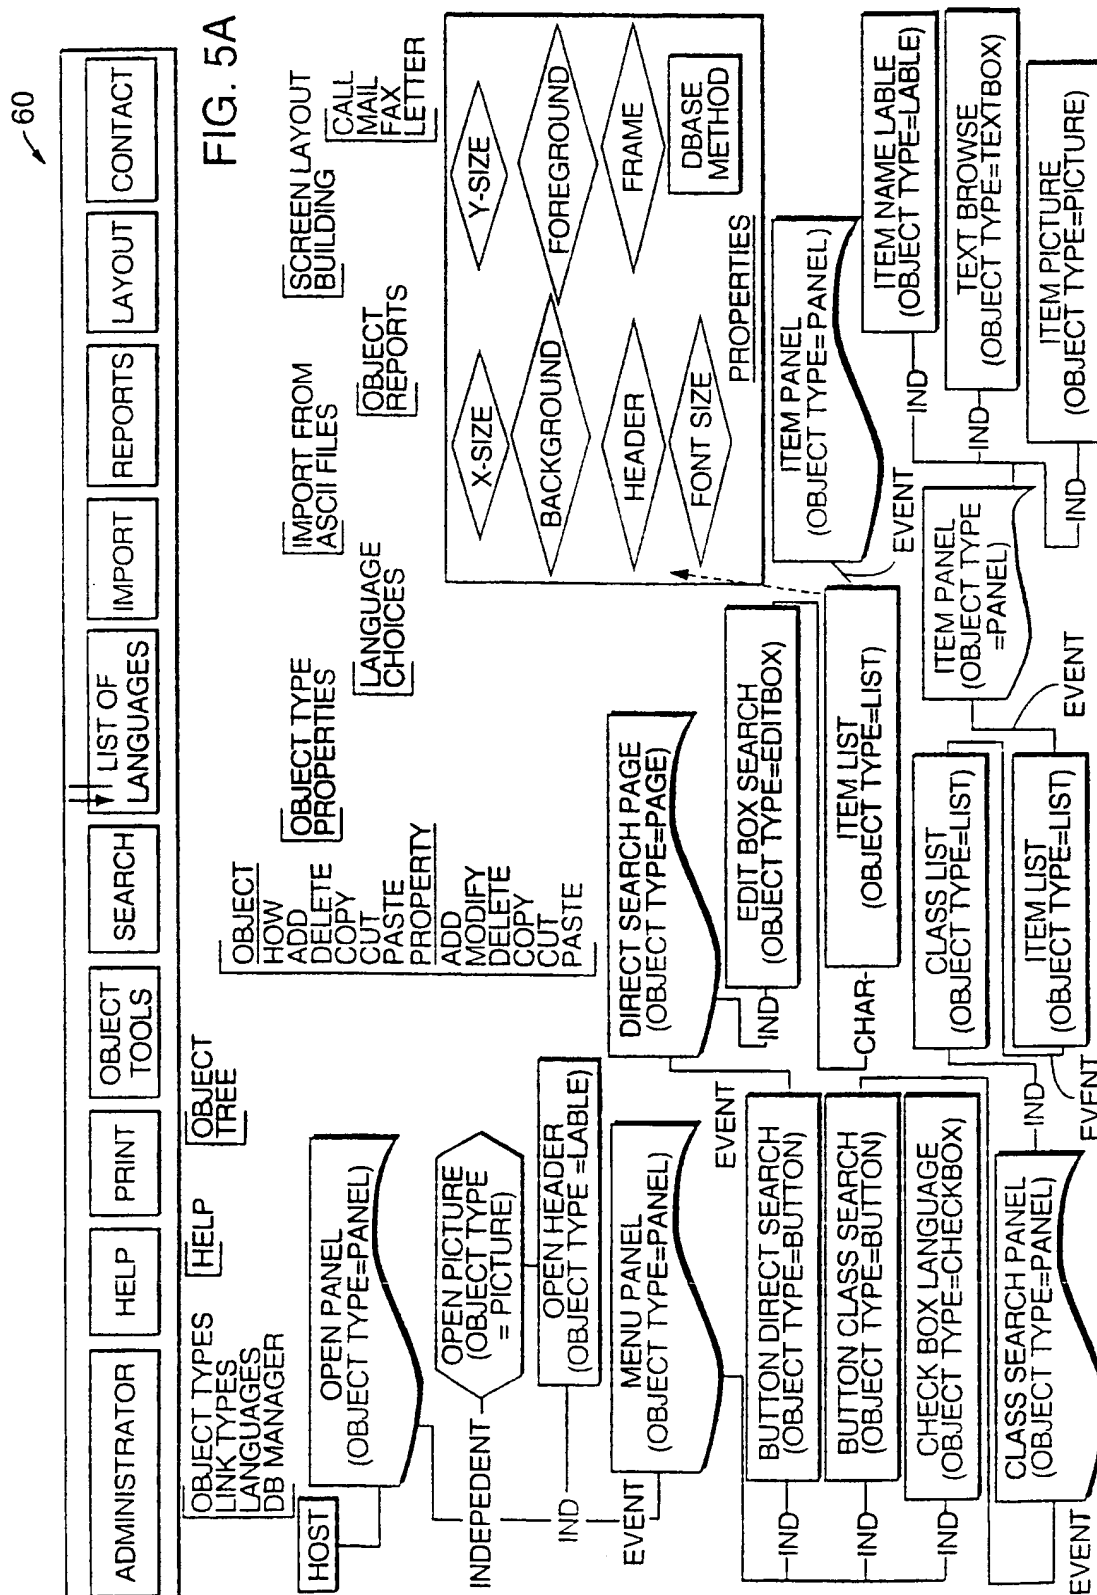 60
FIG. 5A
ADMINISTRATOR
HELP
PRINT
OBJECT
TOOLS
SEARCH
LIST OF
LANGUAGES
IMPORT
REPORTS
LAYOUT
CONTACT
OBJECT TYPES
LINK TYPES
LANGUAGES
DB MANAGER
HELP
OBJECT
TREE
OBJECT
HOW
ADD
DELETE
COPY
CUT
PASTE
PROPERTY
ADD
MODIFY
DELETE
COPY
CUT
PASTE
OBJECT TYPE
PROPERTIES
LANGUAGE
CHOICES
IMPORT FROM
ASCII FILES
OBJECT
REPORTS
SCREEN LAYOUT
BUILDING
CALL
MAIL
FAX
LETTER
HOST
OPEN PANEL
(OBJECT TYPE=PANEL)
INDEPEDENT
OPEN PICTURE
(OBJECT TYPE
= PICTURE)
IND
OPEN HEADER
(OBJECT TYPE =LABLE)
EVENT
MENU PANEL
(OBJECT TYPE=PANEL)
IND
BUTTON DIRECT SEARCH
(OBJECT TYPE=BUTTON)
EVENT
IND
BUTTON CLASS SEARCH
(OBJECT TYPE=BUTTON)
IND
CHECK BOX LANGUAGE
(OBJECT TYPE=CHECKBOX)
EVENT
CLASS SEARCH PANEL
(OBJECT TYPE=PANEL)
DIRECT SEARCH PAGE
(OBJECT TYPE=PAGE)
IND
EDIT BOX SEARCH
(OBJECT TYPE=EDITBOX)
CHAR
ITEM LIST
(OBJECT TYPE=LIST)
IND
CLASS LIST
(OBJECT TYPE=LIST)
EVENT
ITEM LIST
(OBJECT TYPE=LIST)
X-SIZE
Y-SIZE
BACKGROUND
FOREGROUND
HEADER
FRAME
FONT SIZE
DBASE
METHOD
PROPERTIES
EVENT
ITEM PANEL
(OBJECT TYPE=PANEL)
EVENT
ITEM PANEL
(OBJECT TYPE
=PANEL)
IND
ITEM NAME LABLE
(OBJECT TYPE=LABLE)
IND
TEXT BROWSE
(OBJECT TYPE=TEXTBOX)
IND
ITEM PICTURE
(OBJECT TYPE=PICTURE)